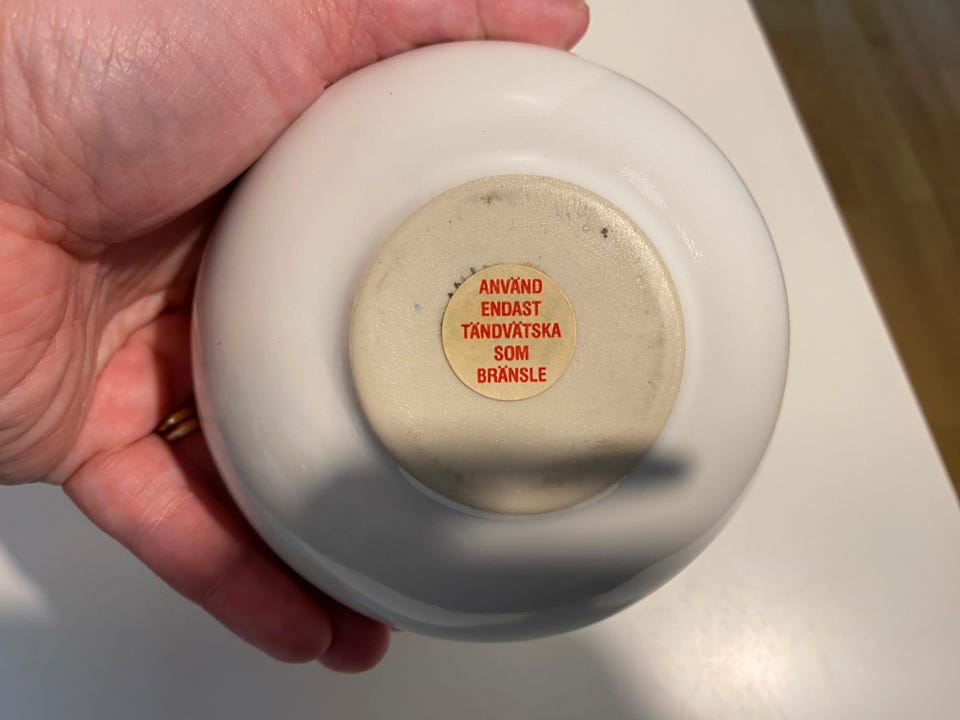 ANVÄND
ENDAST
TÄNDVÄTSKA
SOM
BRÄNSLE